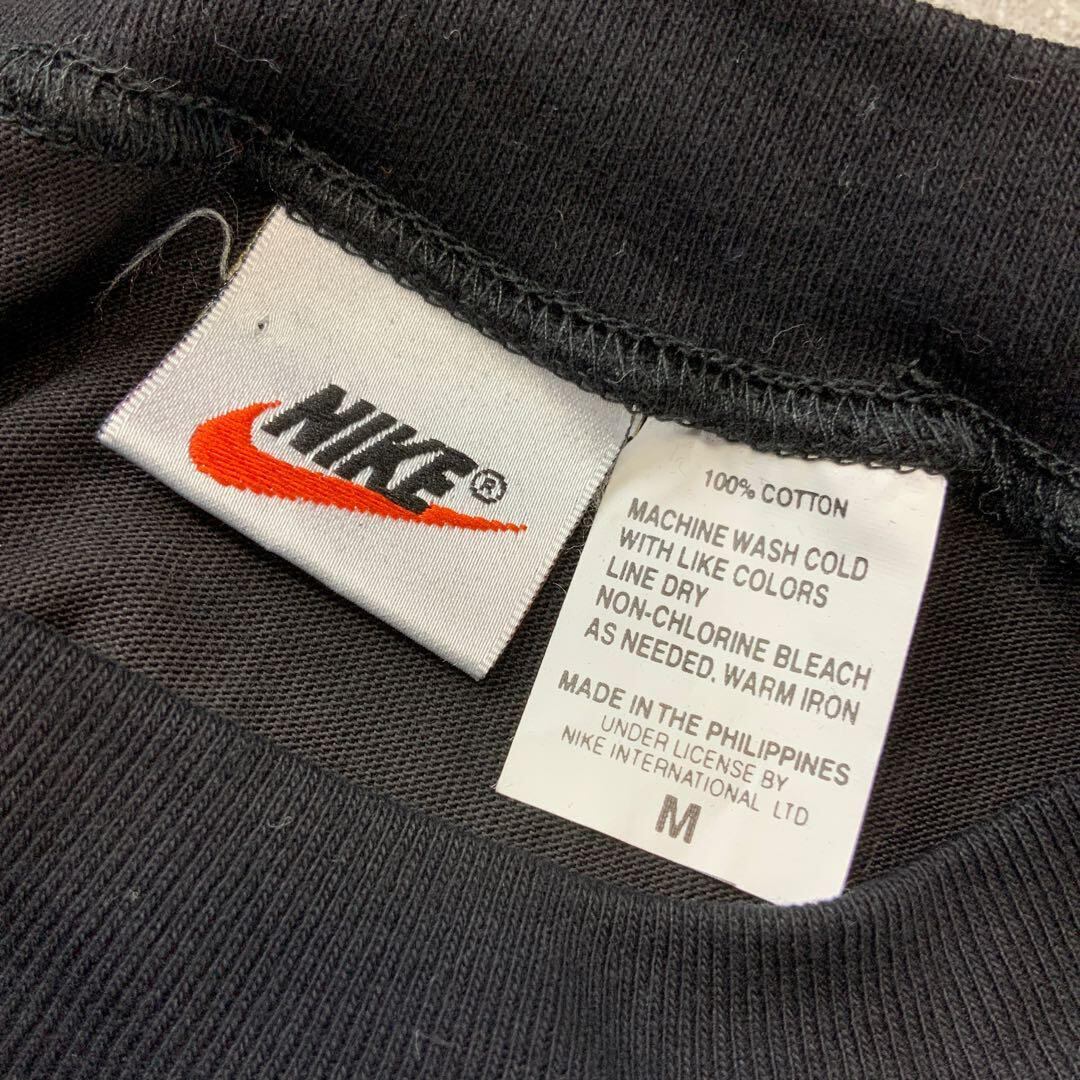 NIKE®
100% COTTON
MACHINE WASH COLD
WITH LIKE COLORS
LINE DRY
NON-CHLORINE BLEACH
AS NEEDED. WARM IRON
MADE IN THE PHILIPPINES
UNDER LICENSE BY
NIKE INTERNATIONAL LTD
M